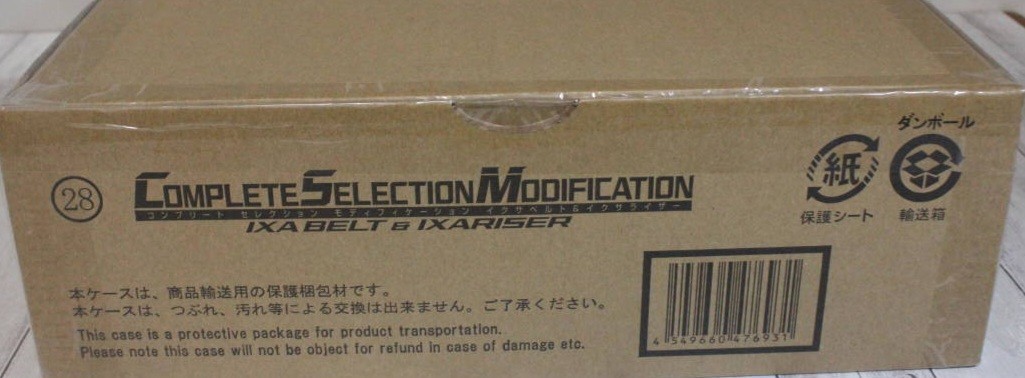 28
COMPLETE SELECTION MODIFICATION
コンプリート セレクション モディフィケーション イクサベルト&イクサライザー
IXA BELT & IXARISER
ダンボール
紙
保護シート
輸送箱
本ケースは、商品輸送用の保護梱包材です。
本ケースは、つぶれ、汚れ等による交換は出来ません。ご了承ください。
This case is a protective package for product transportation.
Please note this case will not be object for refund in case of damage etc.
4 549660 476931